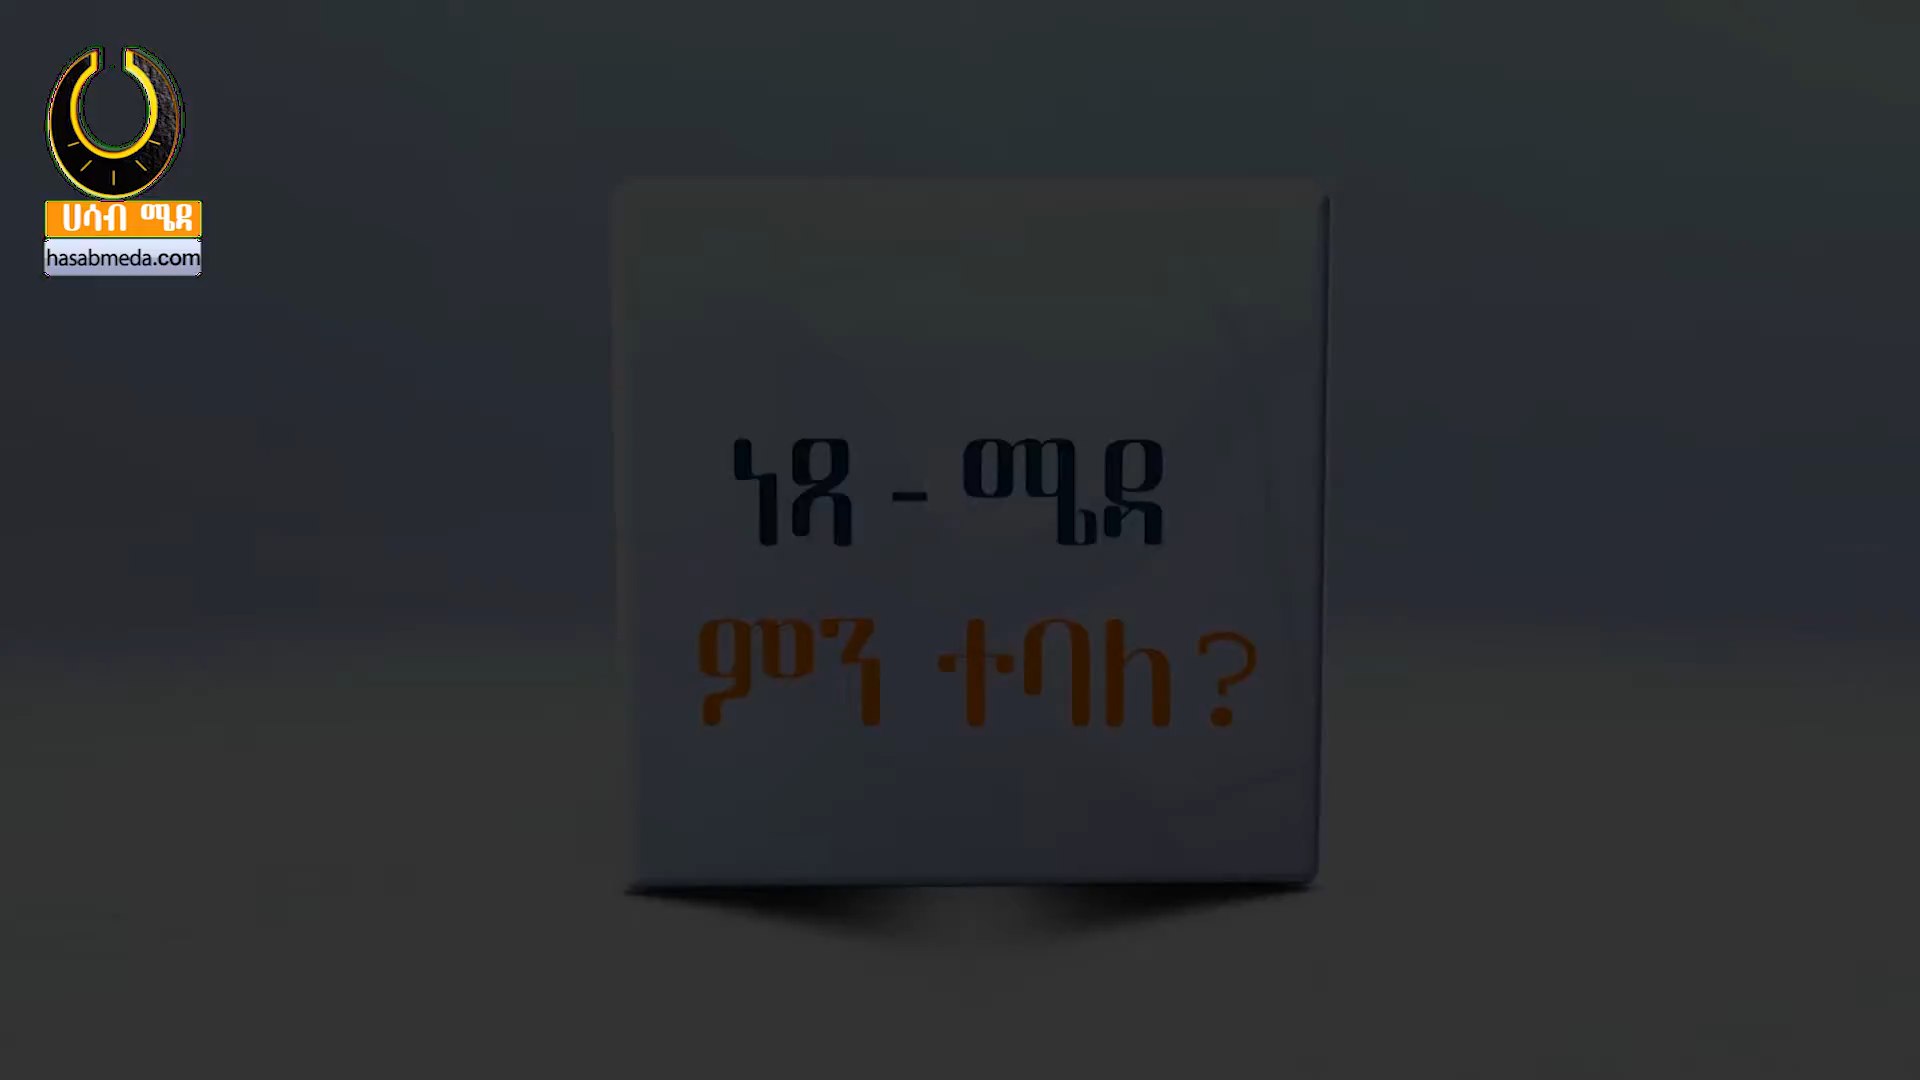 ሀሳብ ሜዳ
hasabmeda.com
ነጻ - ሜዳ
ምን ተባለ?